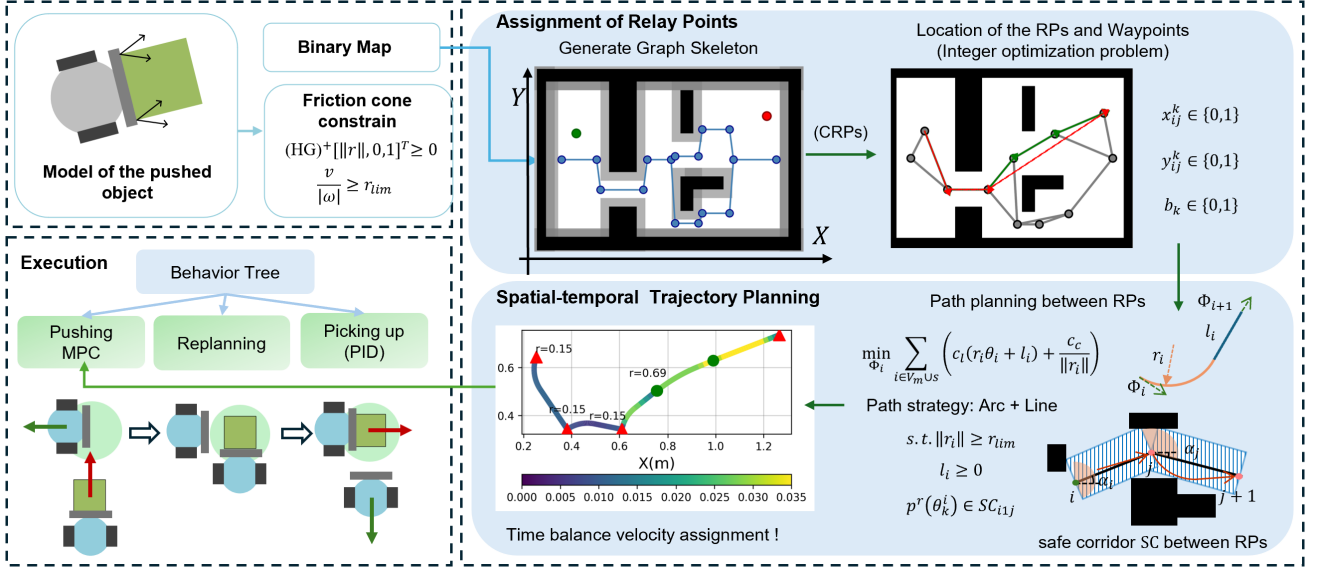 Model of the pushed
object
Binary Map
Friction cone
constrain
(HG)⁺[‖r‖, 0,1]ᵀ ≥ 0
v/|ω| ≥ r_lim
Assignment of Relay Points
Generate Graph Skeleton
Y
X
(CRPs)
Location of the RPs and Waypoints
(Integer optimization problem)
x_ij^k ∈ {0,1}
y_ij^k ∈ {0,1}
b_k ∈ {0,1}
Execution
Behavior Tree
Pushing
MPC
Replanning
Picking up
(PID)
Spatial-temporal Trajectory Planning
r=0.15
r=0.69
r=0.15
r=0.15
0.6
0.4
0.2 0.4 0.6 0.8 1.0 1.2
X(m)
0.000 0.005 0.010 0.015 0.020 0.025 0.030 0.035
Time balance velocity assignment !
Path planning between RPs
min_Φi ∑_{i∈V_m∪s} (c_l(r_iθ_i + l_i) + c_c/‖r_i‖)
Path strategy: Arc + Line
s.t. ‖r_i‖ ≥ r_lim
l_i ≥ 0
p^r(θ_k^i) ∈ SC_i1j
Φ_i+1
l_i
r_i
Φ_i
α_j
j
α_i
i
j + 1
safe corridor SC between RPs